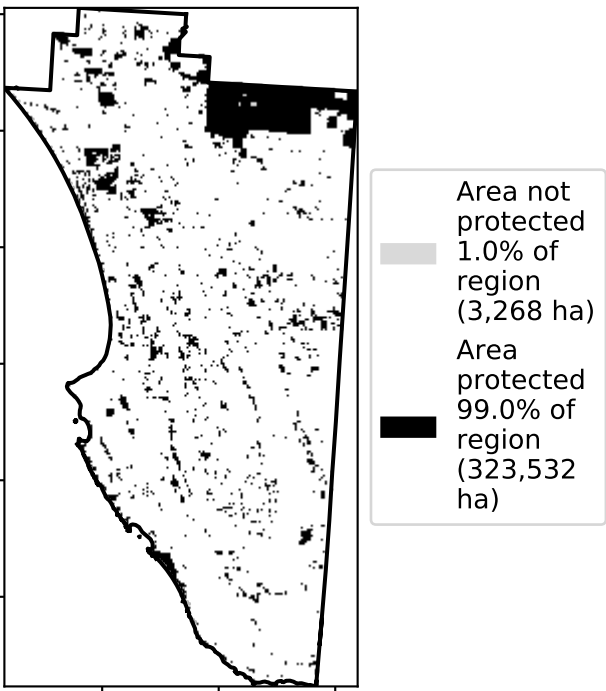 Area not
protected
1.0% of
region
(3,268 ha)
Area
protected
99.0% of
region
(323,532
ha)